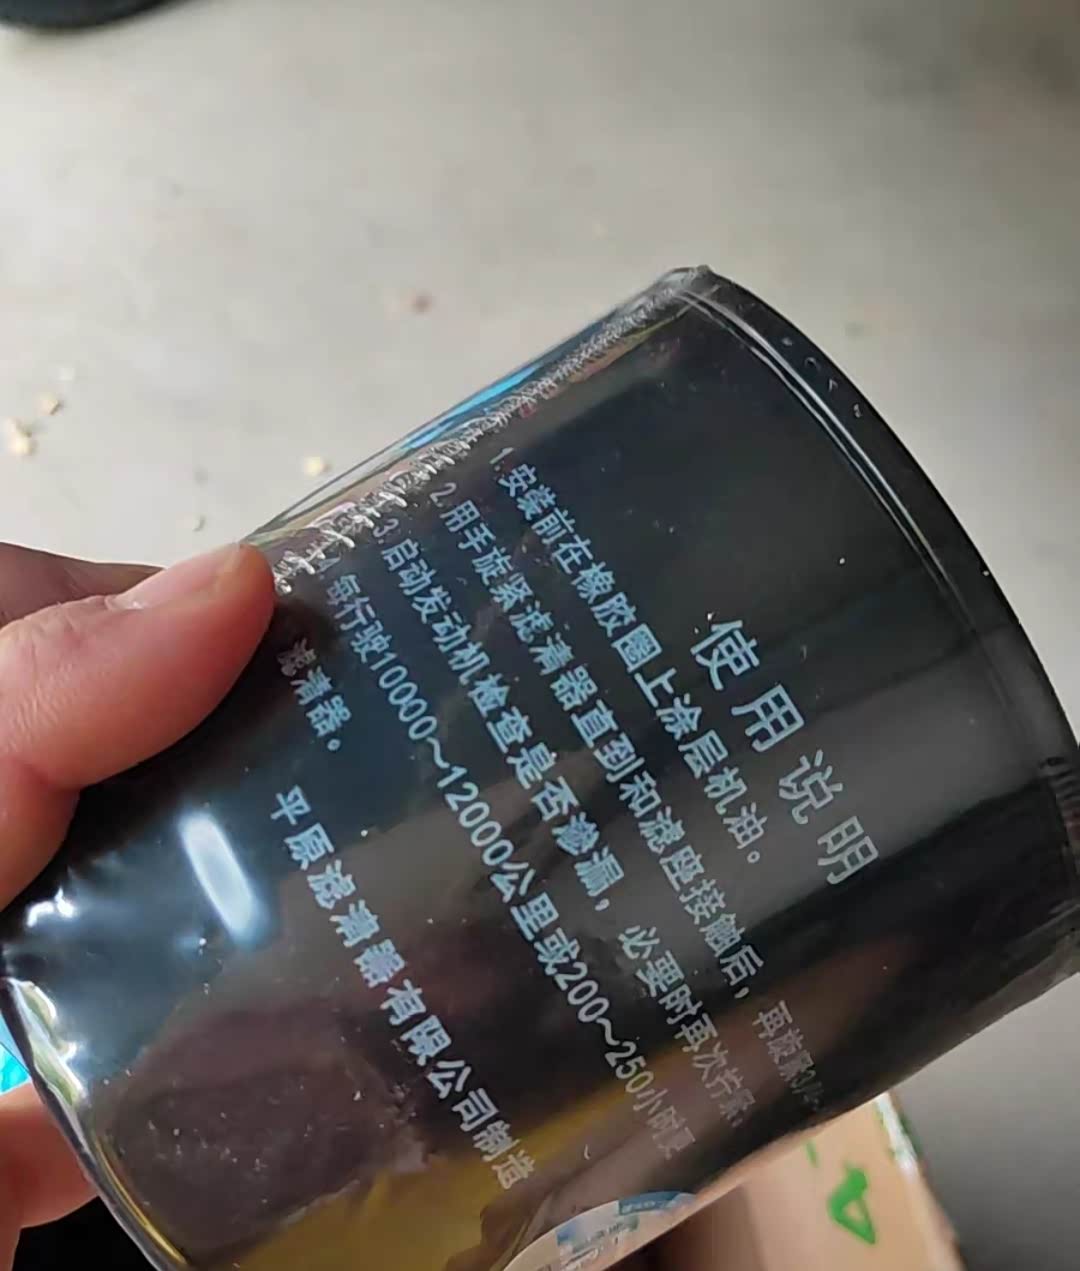 使用说明
1.安装前在橡胶圈上涂层机油。
2.用手旋紧滤清器直到和滤座接触后，再旋紧3/4
3.启动发动机检查是否渗漏，必要时再次拧紧。
每行驶10000～12000公里或200～250小时更
滤清器。
平原滤清器有限公司制造
4